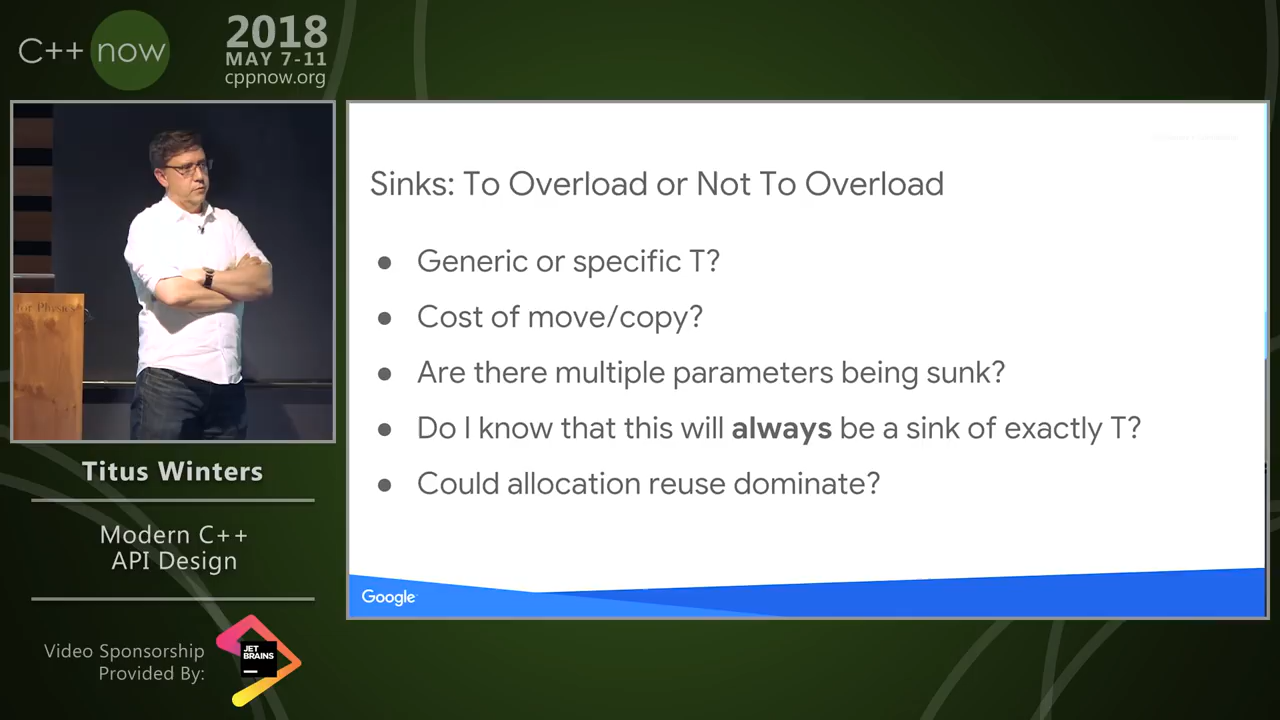 C++ now
2018
MAY 7-11
cppnow.org
for Physics
Sinks: To Overload or Not To Overload
● Generic or specific T?
● Cost of move/copy?
● Are there multiple parameters being sunk?
● Do I know that this will always be a sink of exactly T?
● Could allocation reuse dominate?
Google
Titus Winters
Modern C++
API Design
Video Sponsorship
Provided By:
JET
BRAINS